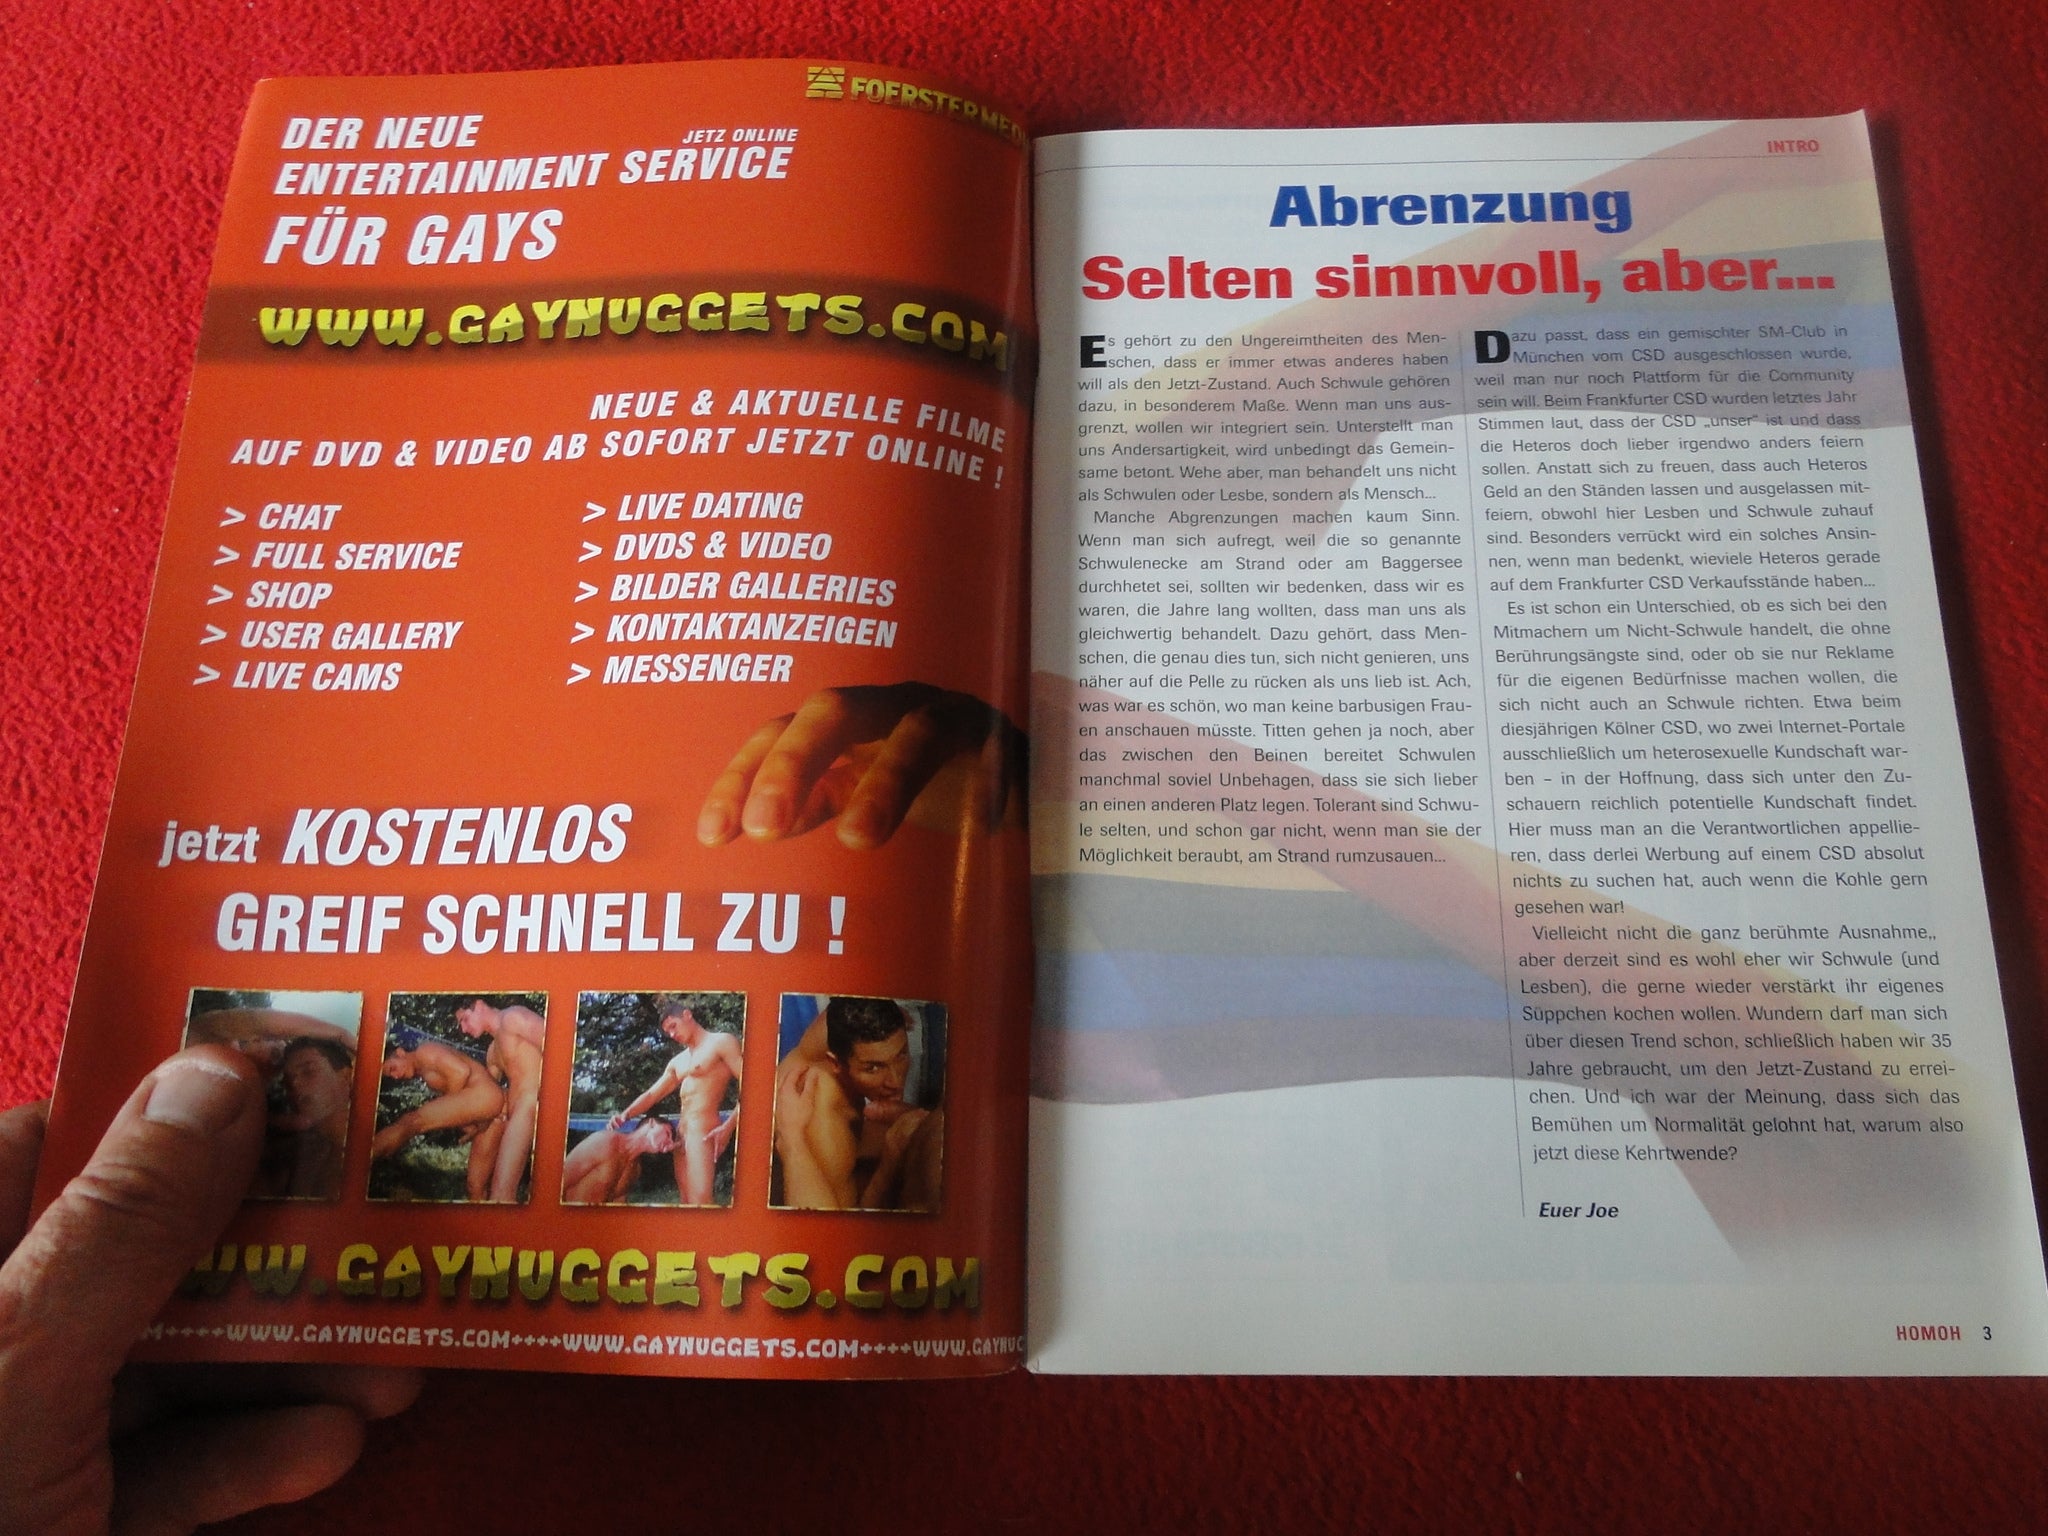 FOERSTERMED
DER NEUE
JETZ ONLINE
ENTERTAINMENT SERVICE
FÜR GAYS
WWW.GAYNUGGETS.COM
NEUE & AKTUELLE FILME
AUF DVD & VIDEO AB SOFORT JETZT ONLINE !
> CHAT
> FULL SERVICE
> SHOP
> USER GALLERY
> LIVE CAMS
> LIVE DATING
> DVDS & VIDEO
> BILDER GALLERIES
> KONTAKTANZEIGEN
> MESSENGER
jetzt KOSTENLOS
GREIF SCHNELL ZU !
WW.GAYNUGGETS.COM
M++++WWW.GAYNUGGETS.COM++++WWW.GAYNUGGETS.COM++++WWW.GAYNUGG
INTRO
Abrenzung
Selten sinnvoll, aber...
Es gehört zu den Ungereimtheiten des Men-
schen, dass er immer etwas anderes haben
will als den Jetzt-Zustand. Auch Schwule gehören
dazu, in besonderem Maße. Wenn man uns aus-
grenzt, wollen wir integriert sein. Unterstellt man
uns Andersartigkeit, wird unbedingt das Gemein-
same betont. Wehe aber, man behandelt uns nicht
als Schwulen oder Lesbe, sondern als Mensch...
Manche Abgrenzungen machen kaum Sinn.
Wenn man sich aufregt, weil die so genannte
Schwulenecke am Strand oder am Baggersee
durchhetet sei, sollten wir bedenken, dass wir es
waren, die Jahre lang wollten, dass man uns als
gleichwertig behandelt. Dazu gehört, dass Men-
schen, die genau dies tun, sich nicht genieren, uns
näher auf die Pelle zu rücken als uns lieb ist. Ach,
was war es schön, wo man keine barbusigen Frau-
en anschauen müsste. Titten gehen ja noch, aber
das zwischen den Beinen bereitet Schwulen
manchmal soviel Unbehagen, dass sie sich lieber
an einen anderen Platz legen. Tolerant sind Schwu-
le selten, und schon gar nicht, wenn man sie der
Möglichkeit beraubt, am Strand rumzusauen...
Dazu passt, dass ein gemischter SM-Club in
München vom CSD ausgeschlossen wurde,
weil man nur noch Plattform für die Community
sein will. Beim Frankfurter CSD wurden letztes Jahr
Stimmen laut, dass der CSD „unser" ist und dass
die Heteros doch lieber irgendwo anders feiern
sollen. Anstatt sich zu freuen, dass auch Heteros
Geld an den Ständen lassen und ausgelassen mit-
feiern, obwohl hier Lesben und Schwule zuhauf
sind. Besonders verrückt wird ein solches Ansin-
nen, wenn man bedenkt, wieviele Heteros gerade
auf dem Frankfurter CSD Verkaufsstände haben...
Es ist schon ein Unterschied, ob es sich bei den
Mitmachern um Nicht-Schwule handelt, die ohne
Berührungsängste sind, oder ob sie nur Reklame
für die eigenen Bedürfnisse machen wollen, die
sich nicht auch an Schwule richten. Etwa beim
diesjährigen Kölner CSD, wo zwei Internet-Portale
ausschließlich um heterosexuelle Kundschaft war-
ben – in der Hoffnung, dass sich unter den Zu-
schauern reichlich potentielle Kundschaft findet.
Hier muss man an die Verantwortlichen appellie-
ren, dass derlei Werbung auf einem CSD absolut
nichts zu suchen hat, auch wenn die Kohle gern
gesehen war!
Vielleicht nicht die ganz berühmte Ausnahme,,
aber derzeit sind es wohl eher wir Schwule (und
Lesben), die gerne wieder verstärkt ihr eigenes
Süppchen kochen wollen. Wundern darf man sich
über diesen Trend schon, schließlich haben wir 35
Jahre gebraucht, um den Jetzt-Zustand zu errei-
chen. Und ich war der Meinung, dass sich das
Bemühen um Normalität gelohnt hat, warum also
jetzt diese Kehrtwende?
Euer Joe
HOMOH 3